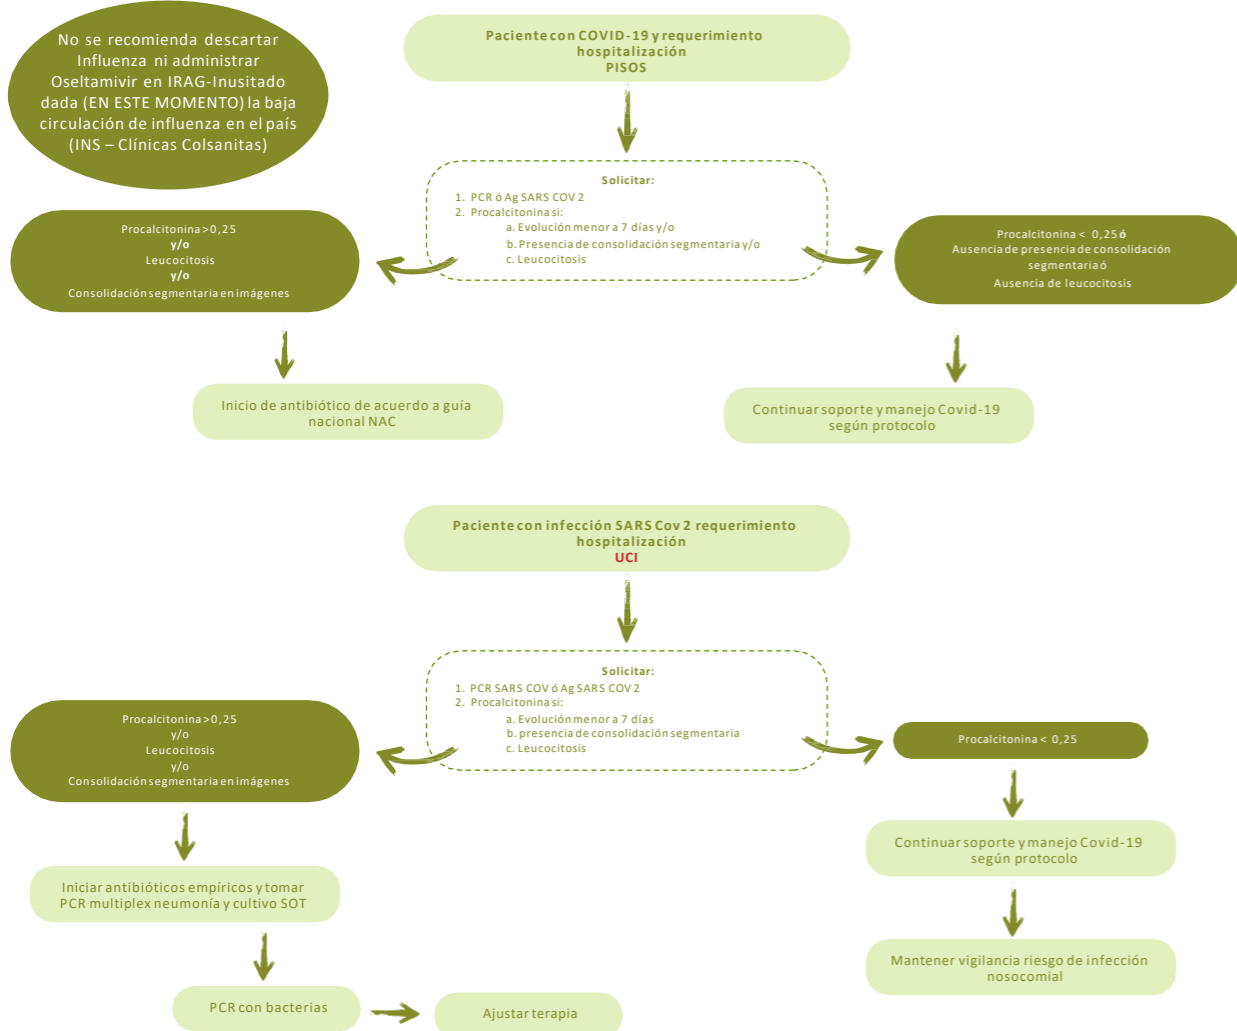 No se recomienda descartar
Influenza ni administrar
Oseltamivir en IRAG-Inusitado
dada (EN ESTE MOMENTO) la baja
circulación de influenza en el país
(INS – Clínicas Colsanitas)
Paciente con COVID-19 y requerimiento
hospitalización
PISOS
Solicitar:
1. PCR ó Ag SARS COV 2
2. Procalcitonina si:
a. Evolución menor a 7 días y/o
b. Presencia de consolidación segmentaria y/o
c. Leucocitosis
Procalcitonina >0,25
y/o
Leucocitosis
y/o
Consolidación segmentaria en imágenes
Procalcitonina < 0,25 ó
Ausencia de presencia de consolidación
segmentaria ó
Ausencia de leucocitosis
Inicio de antibiótico de acuerdo a guía
nacional NAC
Continuar soporte y manejo Covid-19
según protocolo
Paciente con infección SARS Cov 2 requerimiento
hospitalización
UCI
Solicitar:
1. PCR SARS COV ó Ag SARS COV 2
2. Procalcitonina si:
a. Evolución menor a 7 días
b. presencia de consolidación segmentaria
c. Leucocitosis
Procalcitonina >0,25
y/o
Leucocitosis
y/o
Consolidación segmentaria en imágenes
Procalcitonina < 0,25
Iniciar antibióticos empíricos y tomar
PCR multiplex neumonía y cultivo SOT
Continuar soporte y manejo Covid-19
según protocolo
Mantener vigilancia riesgo de infección
nosocomial
PCR con bacterias
Ajustar terapia